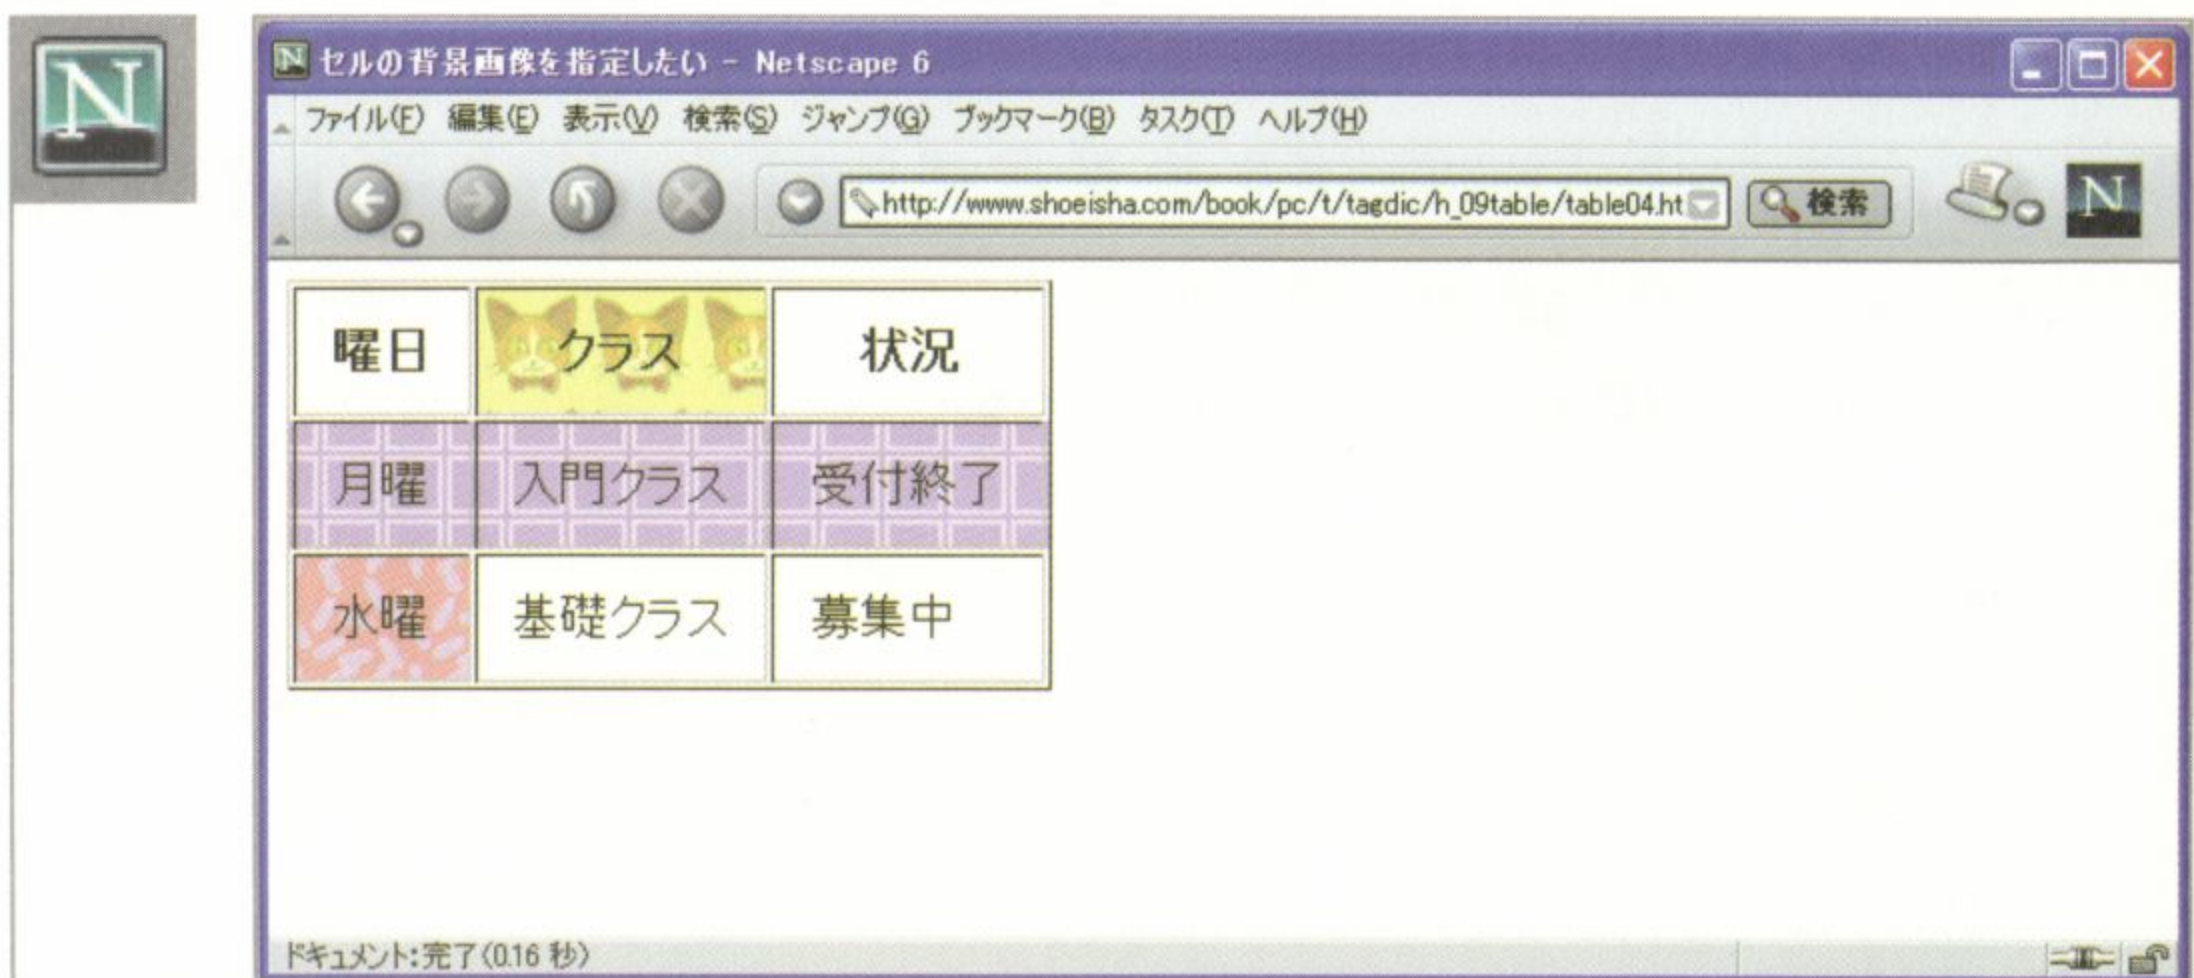 N
N セルの背景画像を指定したい - Netscape 6
ファイル(F) 編集(E) 表示(V) 検索(S) ジャンプ(G) ブックマーク(B) タスク(T) ヘルプ(H)
http://www.shoeisha.com/book/pc/t/tagdic/h_09table/table04.ht 検索 N
曜日 クラス 状況
月曜 入門クラス 受付終了
水曜 基礎クラス 募集中
ドキュメント:完了(0.16 秒)